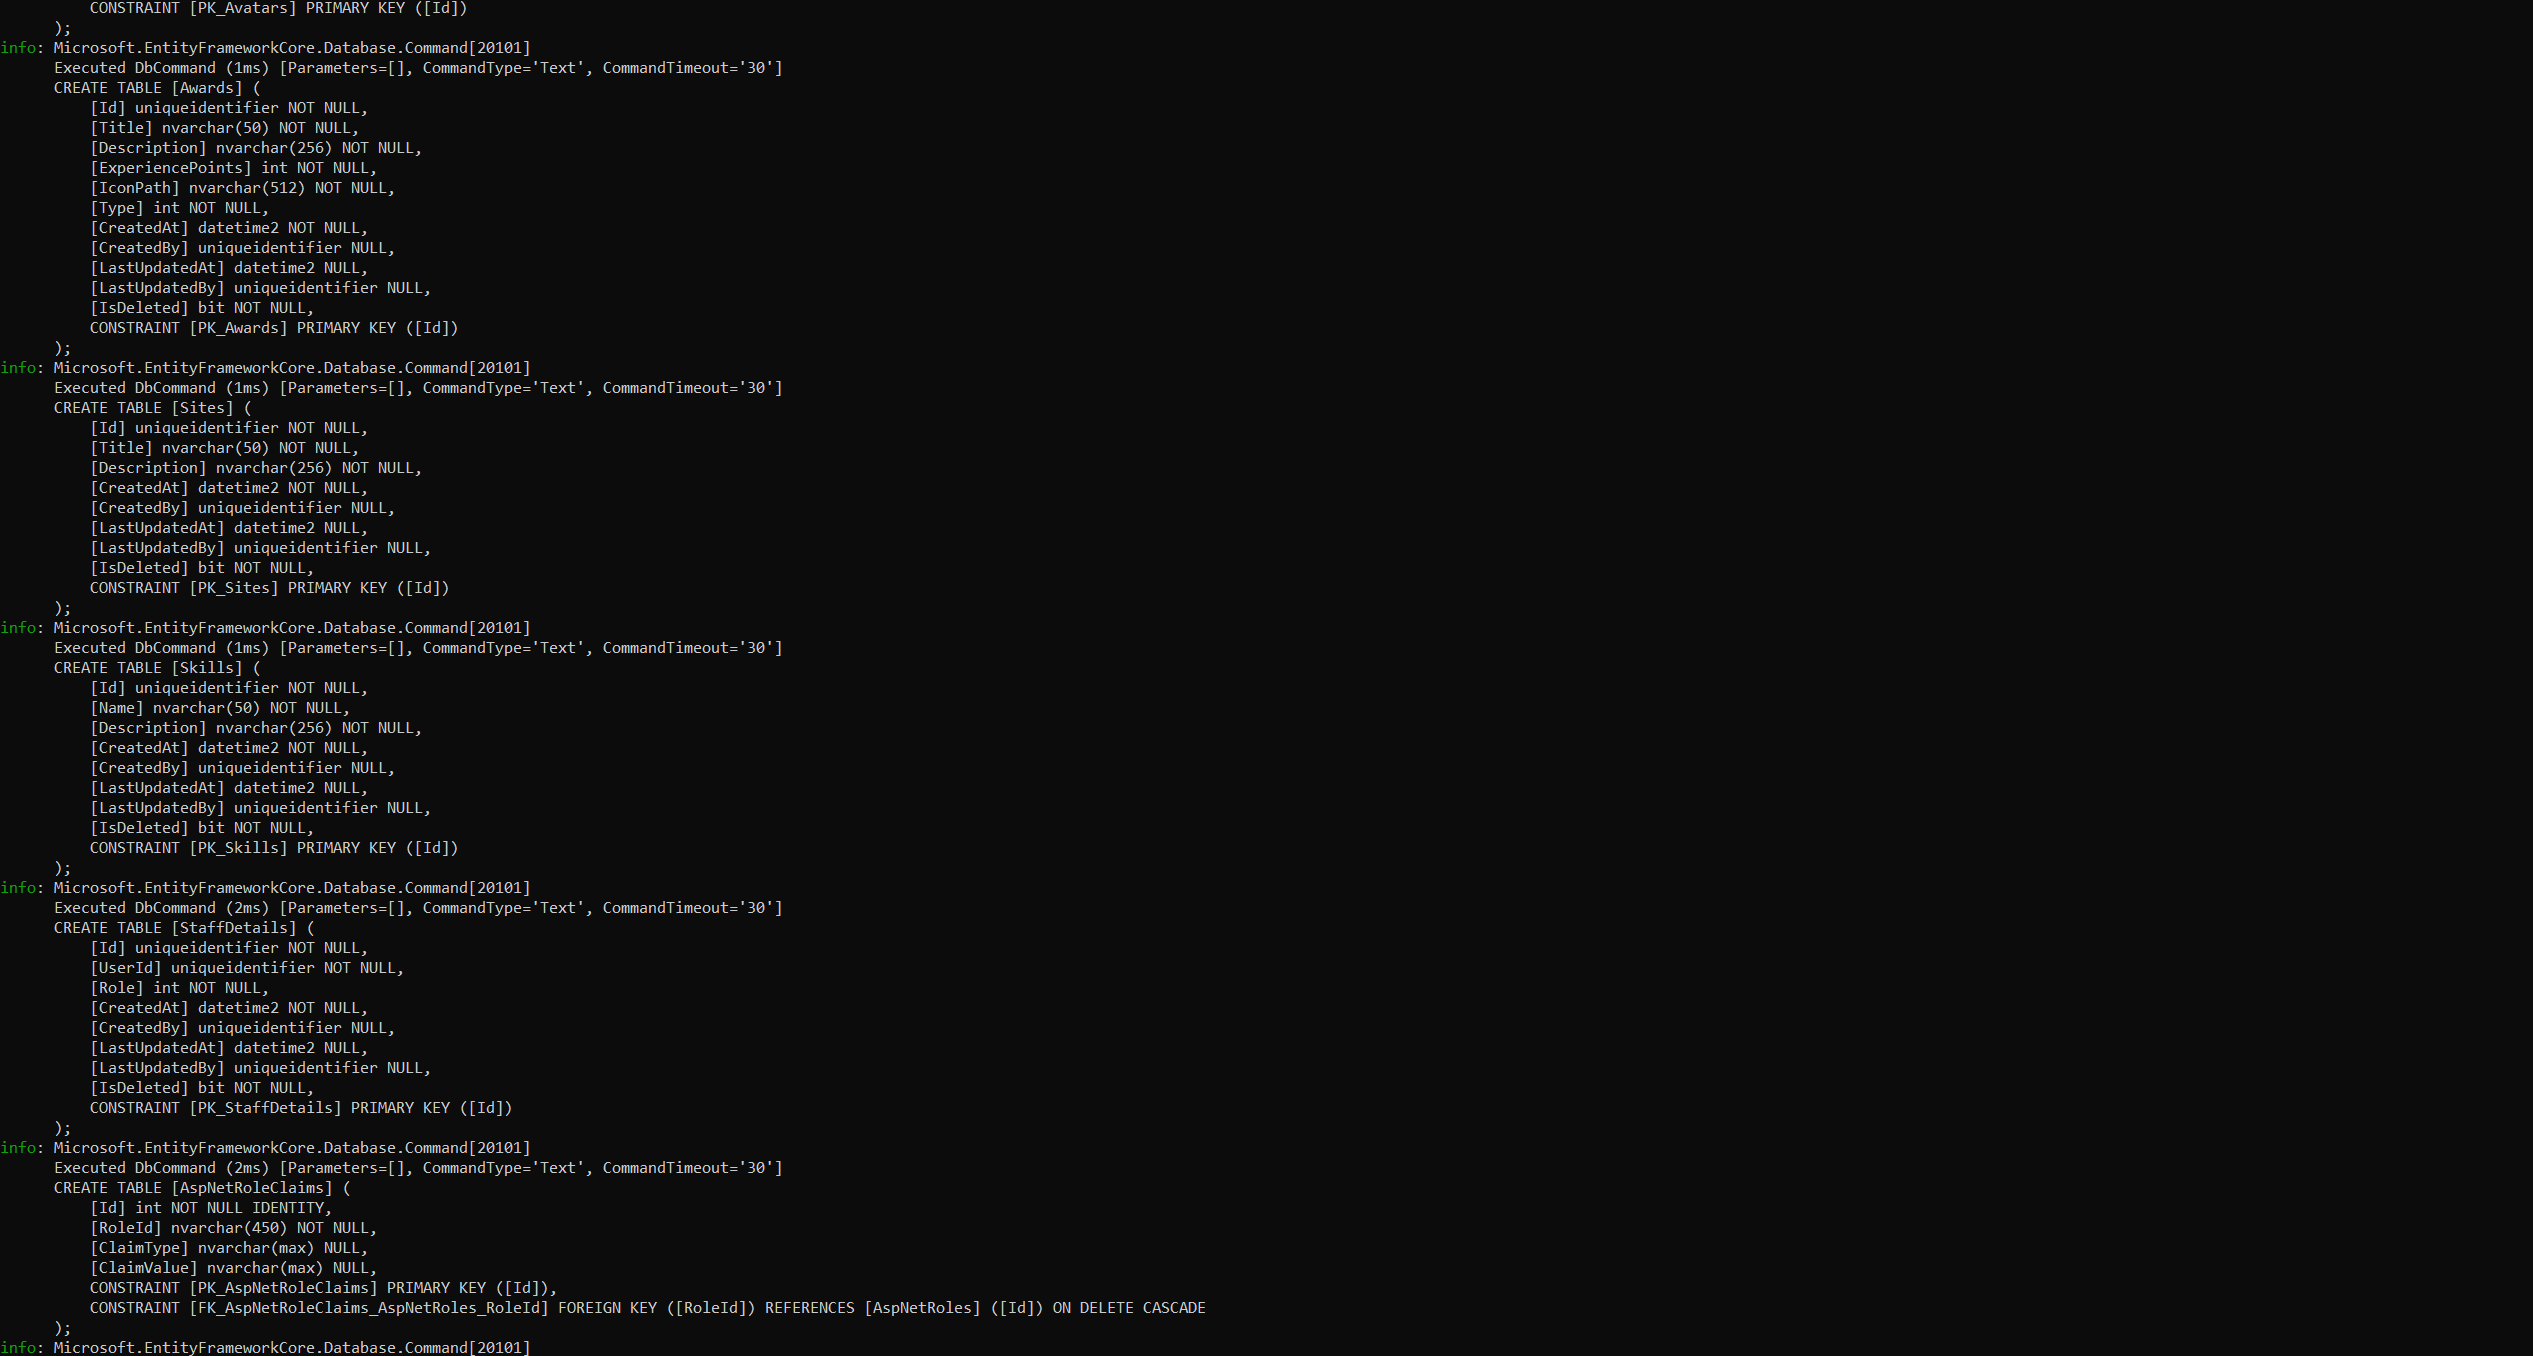 CONSTRAINT [PK_Avatars] PRIMARY KEY ([Id])
);
info: Microsoft.EntityFrameworkCore.Database.Command[20101]
Executed DbCommand (1ms) [Parameters=[], CommandType='Text', CommandTimeout='30']
CREATE TABLE [Awards] (
[Id] uniqueidentifier NOT NULL,
[Title] nvarchar(50) NOT NULL,
[Description] nvarchar(256) NOT NULL,
[ExperiencePoints] int NOT NULL,
[IconPath] nvarchar(512) NOT NULL,
[Type] int NOT NULL,
[CreatedAt] datetime2 NOT NULL,
[CreatedBy] uniqueidentifier NULL,
[LastUpdatedAt] datetime2 NULL,
[LastUpdatedBy] uniqueidentifier NULL,
[IsDeleted] bit NOT NULL,
CONSTRAINT [PK_Awards] PRIMARY KEY ([Id])
);
info: Microsoft.EntityFrameworkCore.Database.Command[20101]
Executed DbCommand (1ms) [Parameters=[], CommandType='Text', CommandTimeout='30']
CREATE TABLE [Sites] (
[Id] uniqueidentifier NOT NULL,
[Title] nvarchar(50) NOT NULL,
[Description] nvarchar(256) NOT NULL,
[CreatedAt] datetime2 NOT NULL,
[CreatedBy] uniqueidentifier NULL,
[LastUpdatedAt] datetime2 NULL,
[LastUpdatedBy] uniqueidentifier NULL,
[IsDeleted] bit NOT NULL,
CONSTRAINT [PK_Sites] PRIMARY KEY ([Id])
);
info: Microsoft.EntityFrameworkCore.Database.Command[20101]
Executed DbCommand (1ms) [Parameters=[], CommandType='Text', CommandTimeout='30']
CREATE TABLE [Skills] (
[Id] uniqueidentifier NOT NULL,
[Name] nvarchar(50) NOT NULL,
[Description] nvarchar(256) NOT NULL,
[CreatedAt] datetime2 NOT NULL,
[CreatedBy] uniqueidentifier NULL,
[LastUpdatedAt] datetime2 NULL,
[LastUpdatedBy] uniqueidentifier NULL,
[IsDeleted] bit NOT NULL,
CONSTRAINT [PK_Skills] PRIMARY KEY ([Id])
);
info: Microsoft.EntityFrameworkCore.Database.Command[20101]
Executed DbCommand (2ms) [Parameters=[], CommandType='Text', CommandTimeout='30']
CREATE TABLE [StaffDetails] (
[Id] uniqueidentifier NOT NULL,
[UserId] uniqueidentifier NOT NULL,
[Role] int NOT NULL,
[CreatedAt] datetime2 NOT NULL,
[CreatedBy] uniqueidentifier NULL,
[LastUpdatedAt] datetime2 NULL,
[LastUpdatedBy] uniqueidentifier NULL,
[IsDeleted] bit NOT NULL,
CONSTRAINT [PK_StaffDetails] PRIMARY KEY ([Id])
);
info: Microsoft.EntityFrameworkCore.Database.Command[20101]
Executed DbCommand (2ms) [Parameters=[], CommandType='Text', CommandTimeout='30']
CREATE TABLE [AspNetRoleClaims] (
[Id] int NOT NULL IDENTITY,
[RoleId] nvarchar(450) NOT NULL,
[ClaimType] nvarchar(max) NULL,
[ClaimValue] nvarchar(max) NULL,
CONSTRAINT [PK_AspNetRoleClaims] PRIMARY KEY ([Id]),
CONSTRAINT [FK_AspNetRoleClaims_AspNetRoles_RoleId] FOREIGN KEY ([RoleId]) REFERENCES [AspNetRoles] ([Id]) ON DELETE CASCADE
);
info: Microsoft.EntityFrameworkCore.Database.Command[20101]